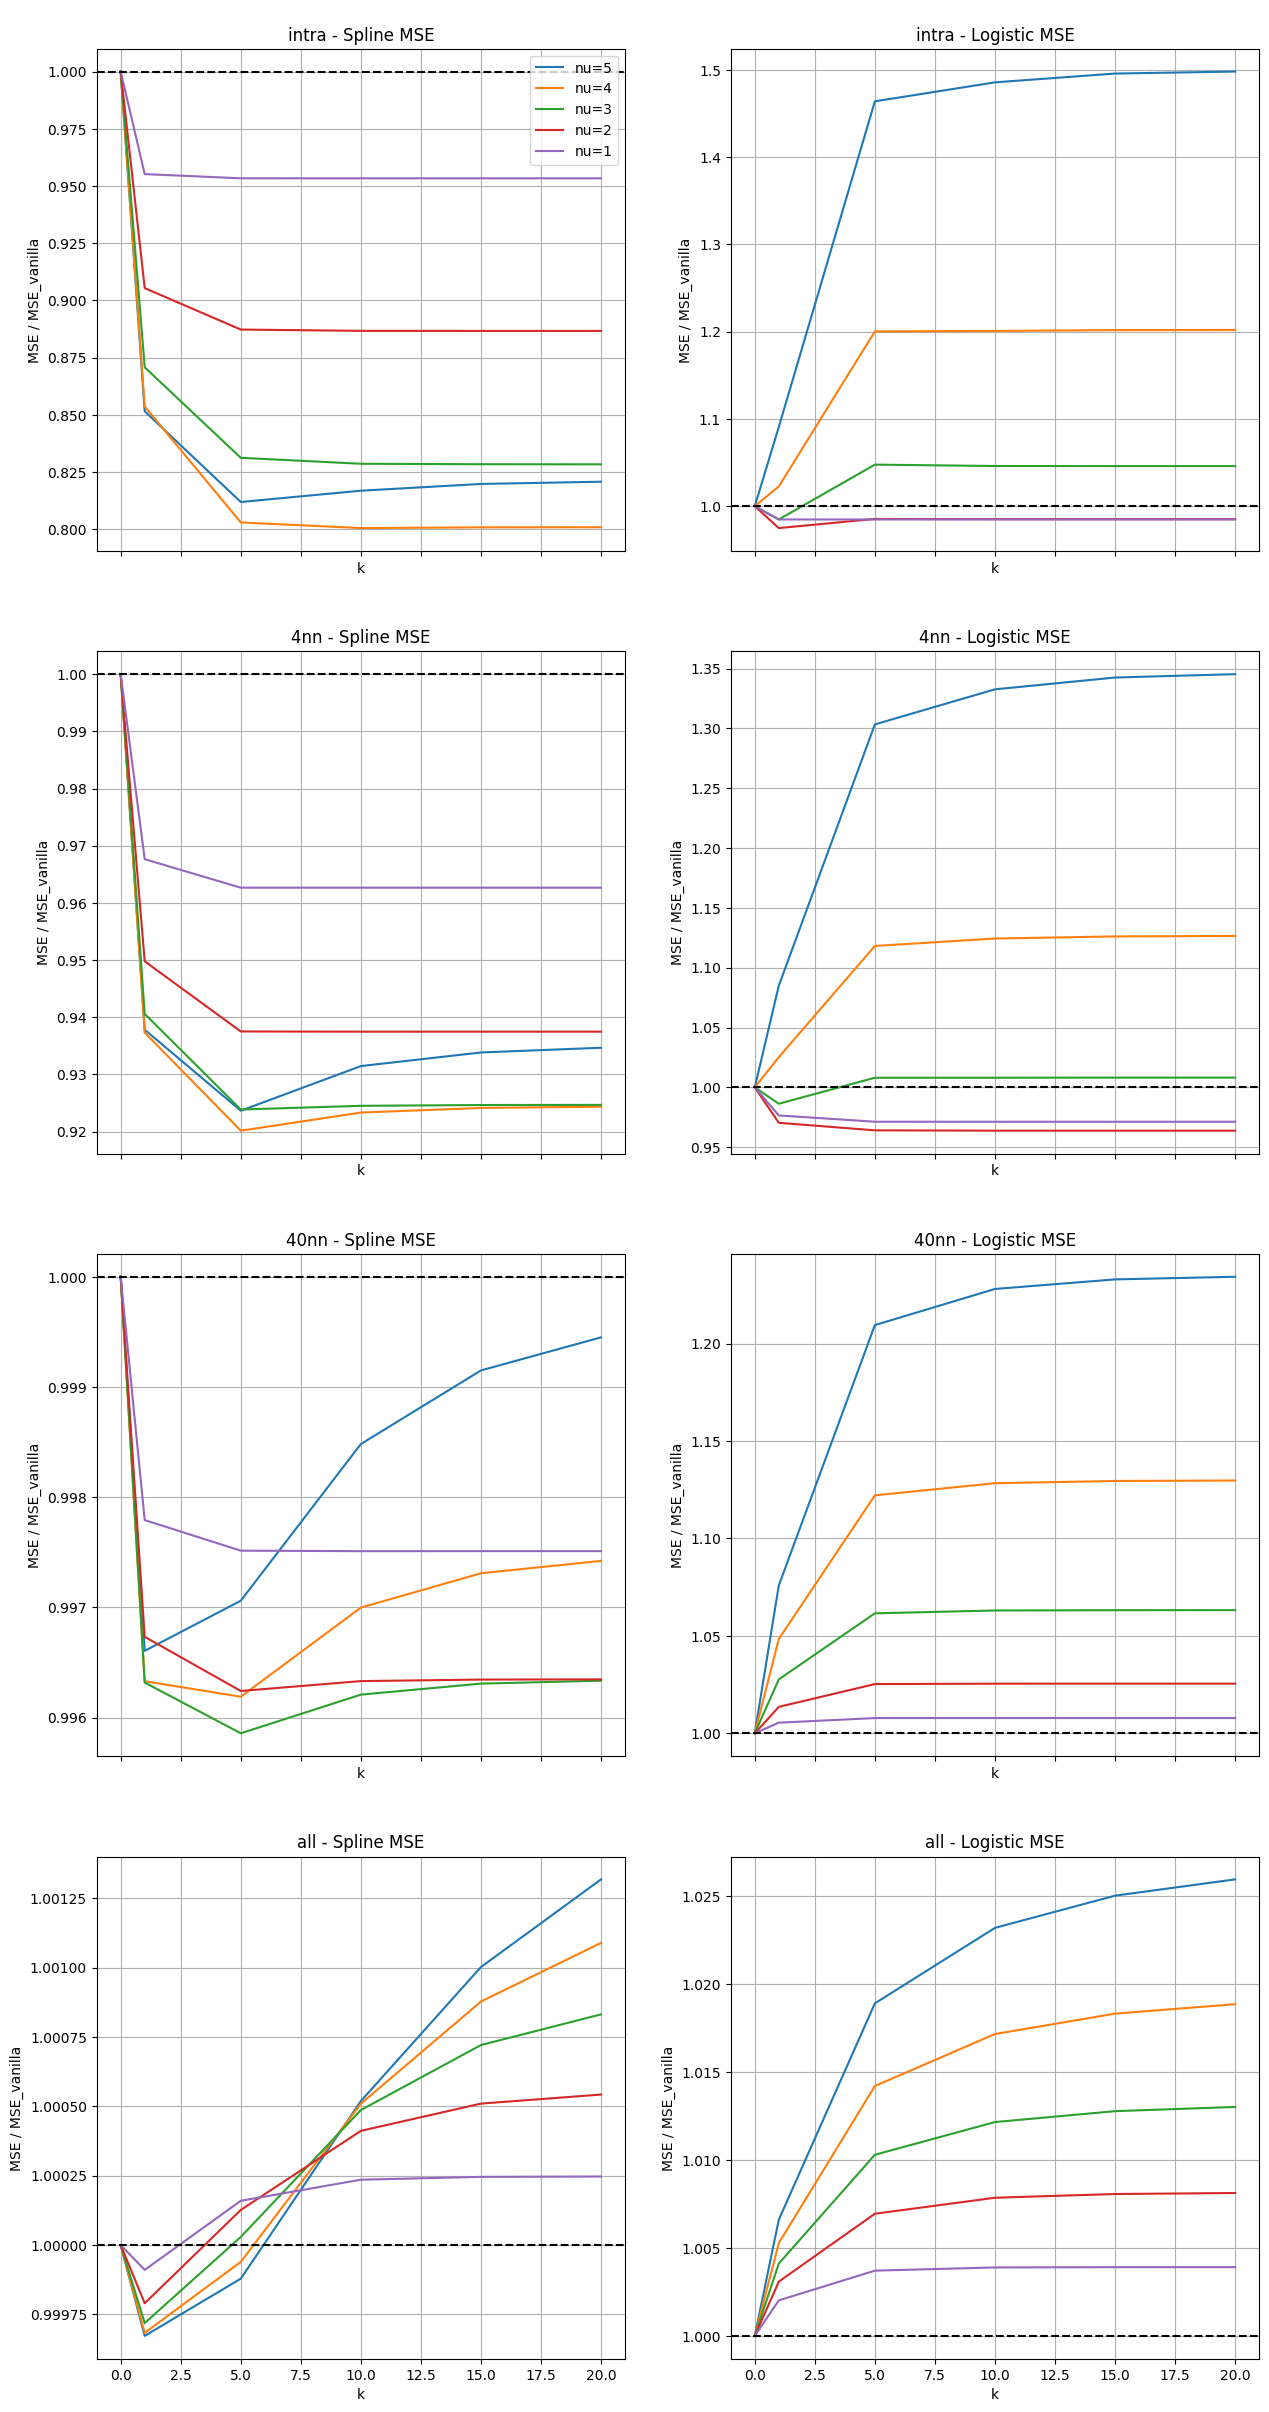 intra - Spline MSE
1.000
0.975
0.950
0.925
0.900
0.875
0.850
0.825
0.800
MSE / MSE_vanilla
k
nu=5
nu=4
nu=3
nu=2
nu=1
intra - Logistic MSE
1.5
1.4
1.3
1.2
1.1
1.0
MSE / MSE_vanilla
k
4nn - Spline MSE
1.00
0.99
0.98
0.97
0.96
0.95
0.94
0.93
0.92
MSE / MSE_vanilla
k
4nn - Logistic MSE
1.35
1.30
1.25
1.20
1.15
1.10
1.05
1.00
0.95
MSE / MSE_vanilla
k
40nn - Spline MSE
1.000
0.999
0.998
0.997
0.996
MSE / MSE_vanilla
k
40nn - Logistic MSE
1.20
1.15
1.10
1.05
1.00
MSE / MSE_vanilla
k
all - Spline MSE
1.00125
1.00100
1.00075
1.00050
1.00025
1.00000
0.99975
MSE / MSE_vanilla
0.0 2.5 5.0 7.5 10.0 12.5 15.0 17.5 20.0
k
all - Logistic MSE
1.025
1.020
1.015
1.010
1.005
1.000
MSE / MSE_vanilla
0.0 2.5 5.0 7.5 10.0 12.5 15.0 17.5 20.0
k